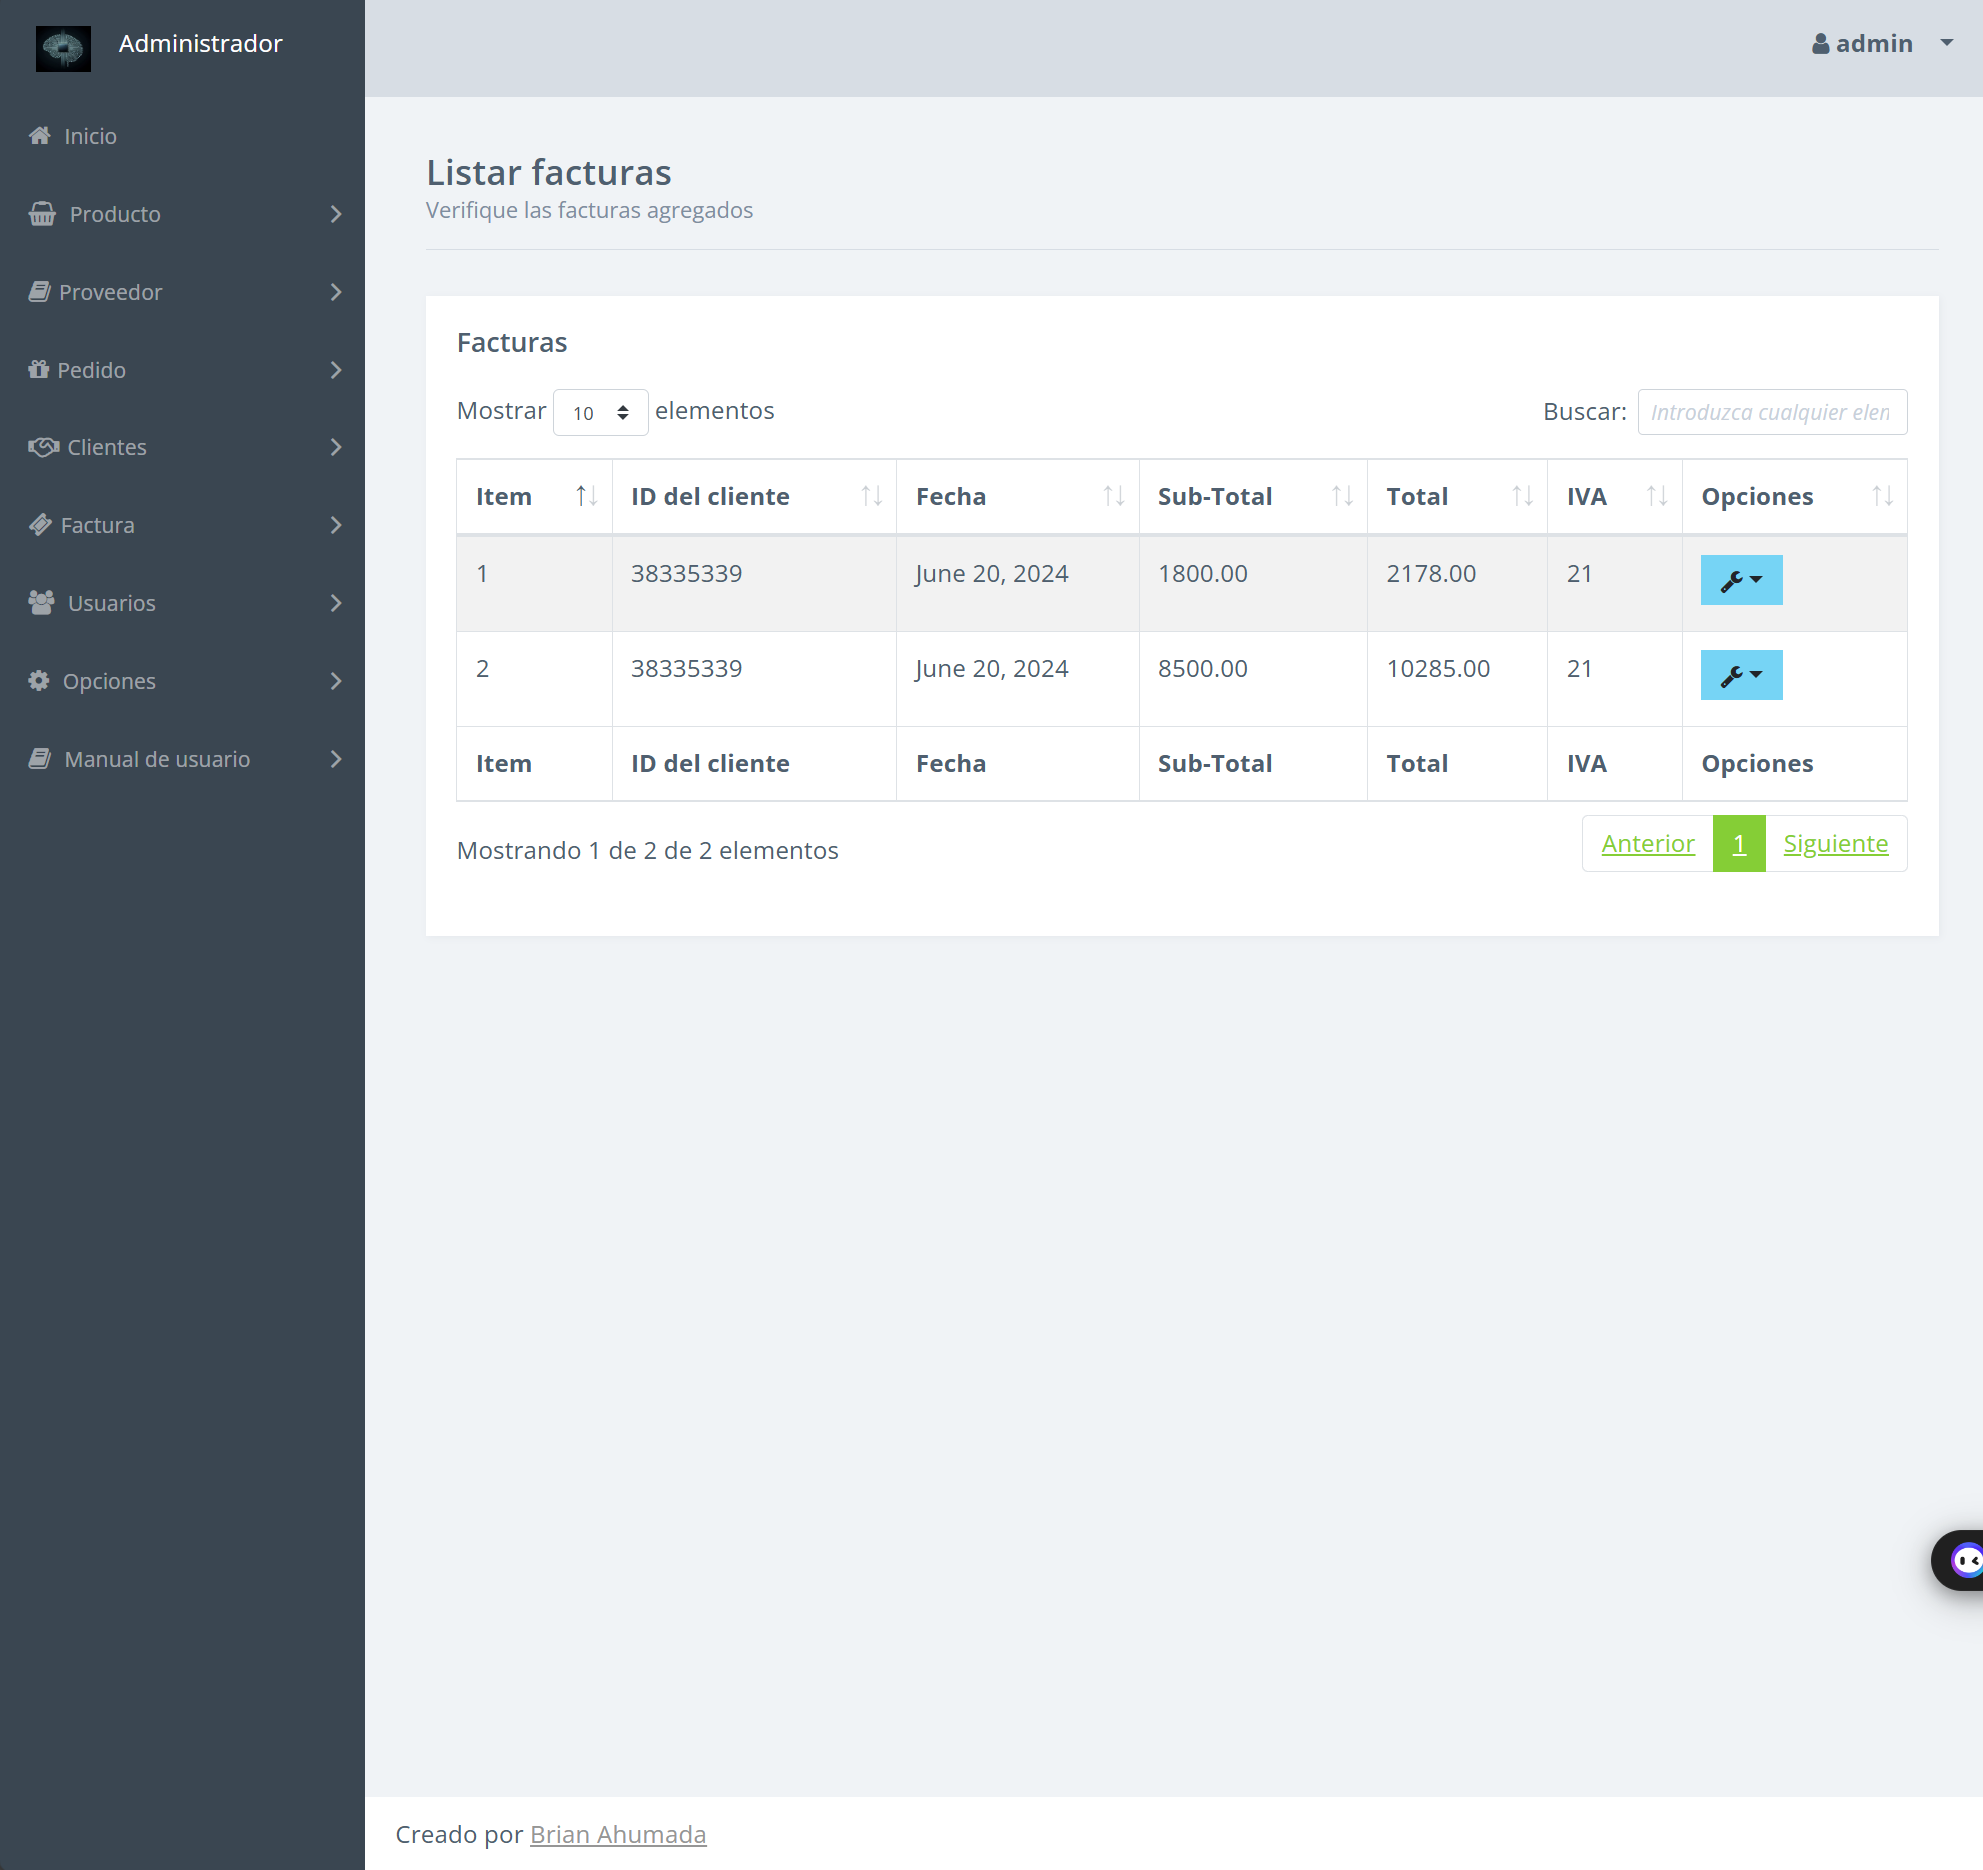 Administrador
admin
Inicio
Producto
Proveedor
Pedido
Clientes
Factura
Usuarios
Opciones
Manual de usuario
Listar facturas
Verifique las facturas agregados
Facturas
Mostrar 10 elementos
Buscar: Introduzca cualquier elen
Item ID del cliente Fecha Sub-Total Total IVA Opciones
1 38335339 June 20, 2024 1800.00 2178.00 21
2 38335339 June 20, 2024 8500.00 10285.00 21
Item ID del cliente Fecha Sub-Total Total IVA Opciones
Mostrando 1 de 2 de 2 elementos
Anterior 1 Siguiente
Creado por Brian Ahumada